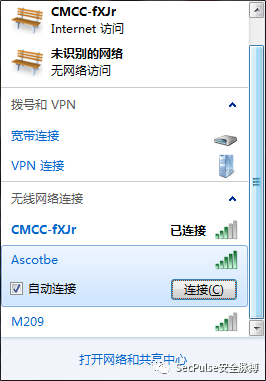 CMCC-fXJr
Internet 访问
未识别的网络
无网络访问
拨号和 VPN
宽带连接
VPN 连接
无线网络连接
CMCC-fXJr 已连接
Ascotbe
自动连接 连接(C)
M209
打开网络和共享中心
SecPulse安全脉搏